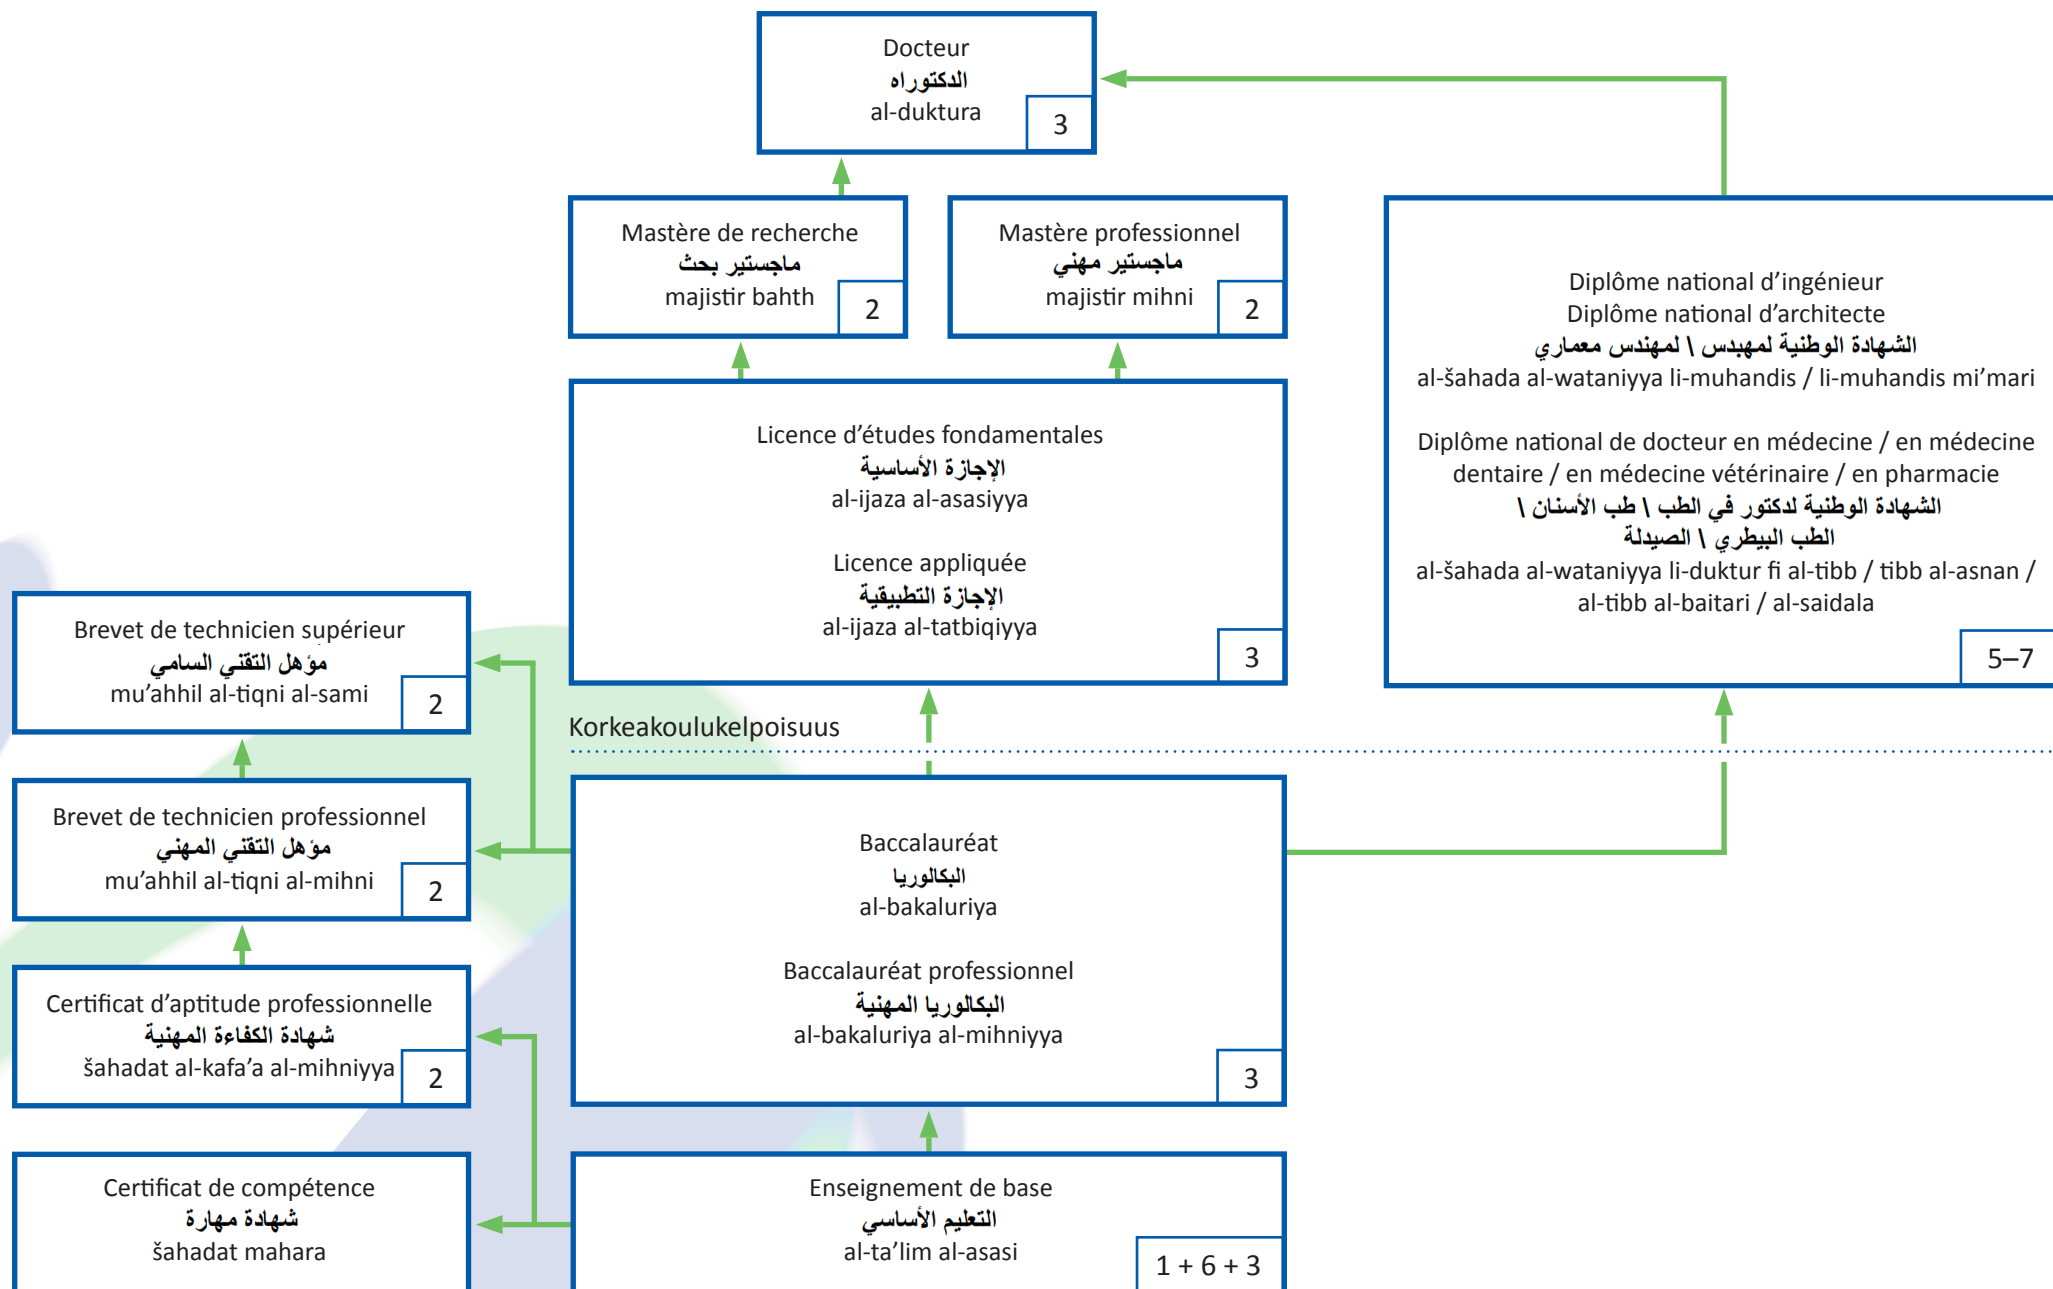 Docteur
الدكتوراه
al-duktura
3
Mastère de recherche
ماجستير بحث
majistir bahth
2
Mastère professionnel
ماجستير مهني
majistir mihni
2
Diplôme national d’ingénieur
Diplôme national d’architecte
الشهادة الوطنية لمهبدس \ لمهندس معماري
al-šahada al-wataniyya li-muhandis / li-muhandis mi’mari
Diplôme national de docteur en médecine / en médecine
dentaire / en médecine vétérinaire / en pharmacie
الشهادة الوطنية لدكتور في الطب \ طب الأسنان \
الطب البيطري \ الصيدلة
al-šahada al-wataniyya li-duktur fi al-tibb / tibb al-asnan /
al-tibb al-baitari / al-saidala
5–7
Licence d’études fondamentales
الإجازة الأساسية
al-ijaza al-asasiyya
Licence appliquée
الإجازة التطبيقية
al-ijaza al-tatbiqiyya
3
Brevet de technicien supérieur
مؤهل التقني السامي
mu’ahhil al-tiqni al-sami
2
Korkeakoulukelpoisuus
Brevet de technicien professionnel
مؤهل التقني المهني
mu’ahhil al-tiqni al-mihni
2
Baccalauréat
البكالوريا
al-bakaluriya
Baccalauréat professionnel
البكالوريا المهنية
al-bakaluriya al-mihniyya
3
Certificat d’aptitude professionnelle
شهادة الكفاءة المهنية
šahadat al-kafa’a al-mihniyya
2
Certificat de compétence
شهادة مهارة
šahadat mahara
Enseignement de base
التعليم الأساسي
al-ta’lim al-asasi
1 + 6 + 3